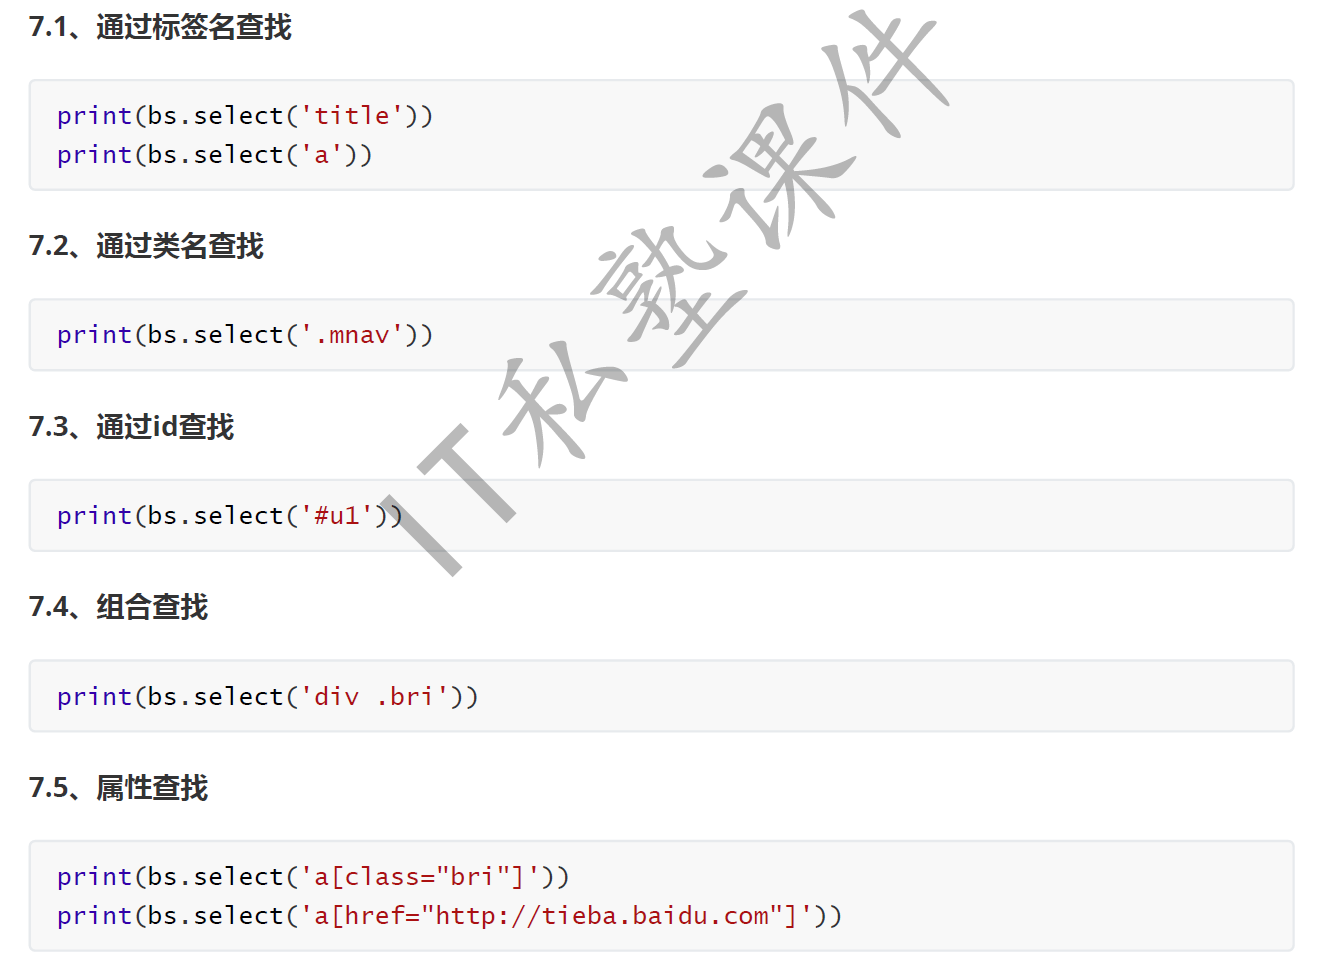 7.1、通过标签名查找
print(bs.select('title'))
print(bs.select('a'))
7.2、通过类名查找
print(bs.select('.mnav'))
7.3、通过id查找
print(bs.select('#u1'))
7.4、组合查找
print(bs.select('div .bri'))
7.5、属性查找
print(bs.select('a[class="bri"]'))
print(bs.select('a[href="http://tieba.baidu.com"]'))
IT私塾课件